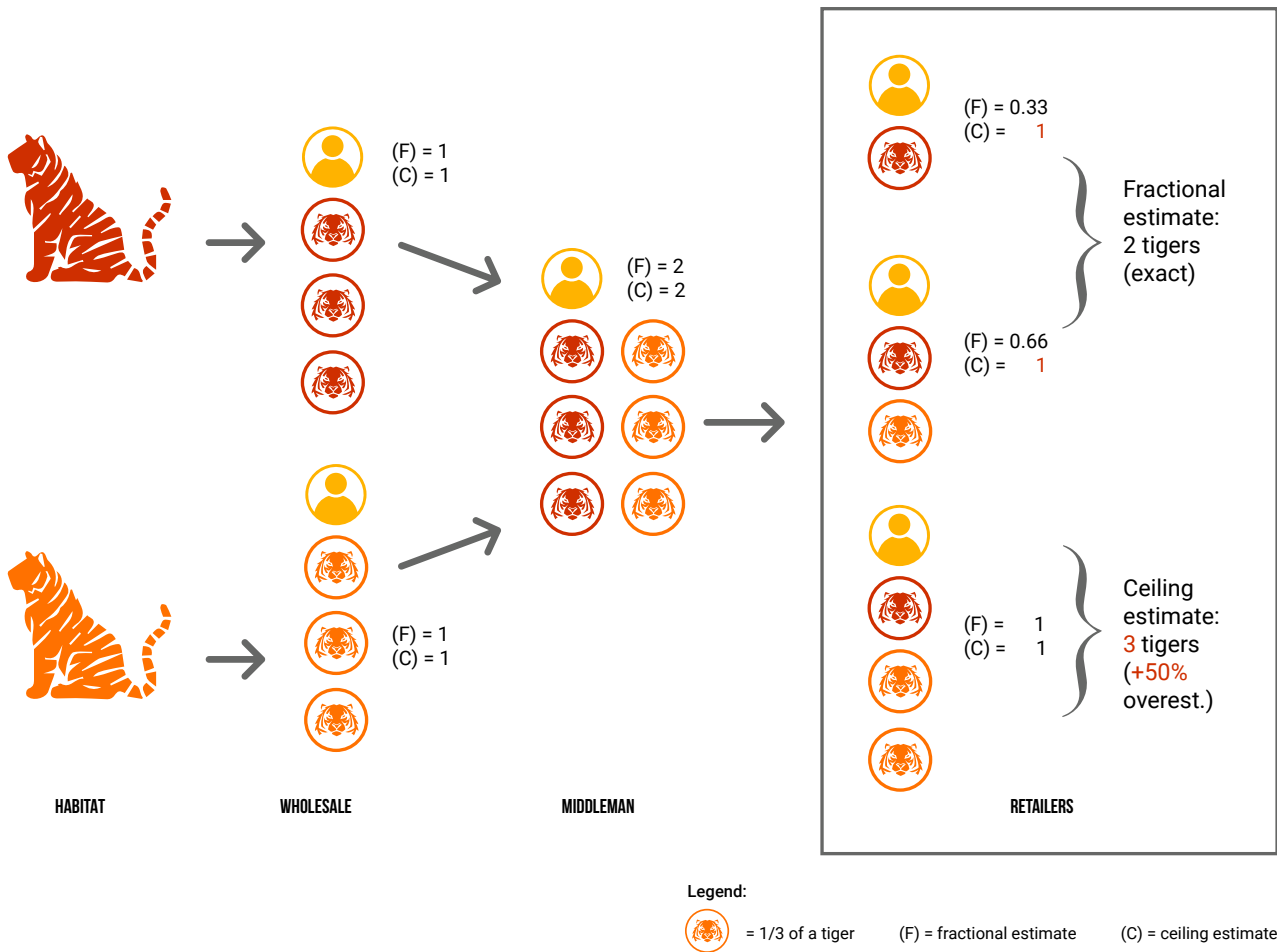 (F) = 0.33
(C) = 1
(F) = 1
(C) = 1
Fractional
estimate:
2 tigers
(exact)
(F) = 2
(C) = 2
(F) = 0.66
(C) = 1
Ceiling
estimate:
3 tigers
(+50%
overest.)
(F) = 1
(C) = 1
(F) = 1
(C) = 1
HABITAT
WHOLESALE
MIDDLEMAN
RETAILERS
Legend:
= 1/3 of a tiger
(F) = fractional estimate
(C) = ceiling estimate